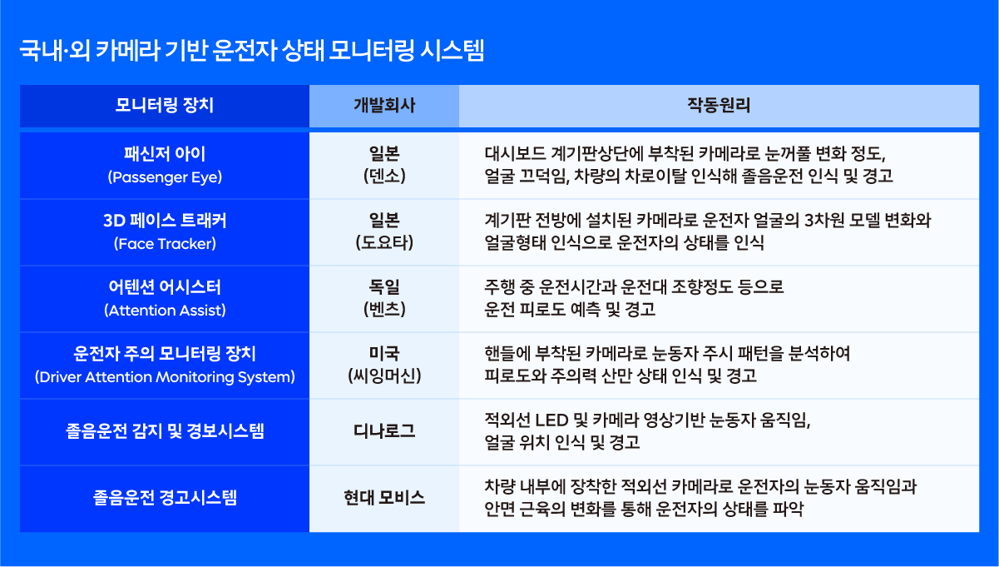 국내·외 카메라 기반 운전자 상태 모니터링 시스템
모니터링 장치
개발회사
작동원리
패신저 아이
(Passenger Eye)
일본
(덴소)
대시보드 계기판상단에 부착된 카메라로 눈꺼풀 변화 정도,
얼굴 끄덕임, 차량의 차로이탈 인식해 졸음운전 인식 및 경고
3D 페이스 트래커
(Face Tracker)
일본
(도요타)
계기판 전방에 설치된 카메라로 운전자 얼굴의 3차원 모델 변화와
얼굴형태 인식으로 운전자의 상태를 인식
어텐션 어시스터
(Attention Assist)
독일
(벤츠)
주행 중 운전시간과 운전대 조향정도 등으로
운전 피로도 예측 및 경고
운전자 주의 모니터링 장치
(Driver Attention Monitoring System)
미국
(씨잉머신)
핸들에 부착된 카메라로 눈동자 주시 패턴을 분석하여
피로도와 주의력 산만 상태 인식 및 경고
졸음운전 감지 및 경보시스템
디나로그
적외선 LED 및 카메라 영상기반 눈동자 움직임,
얼굴 위치 인식 및 경고
졸음운전 경고시스템
현대 모비스
차량 내부에 장착한 적외선 카메라로 운전자의 눈동자 움직임과
안면 근육의 변화를 통해 운전자의 상태를 파악